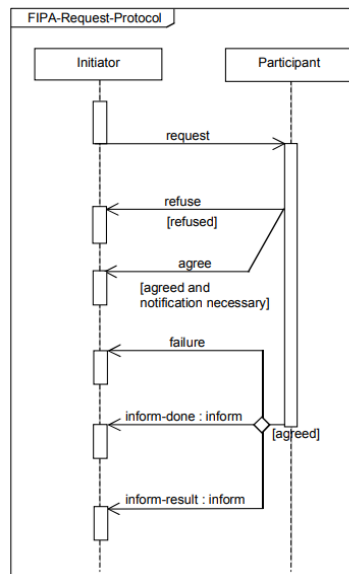 FIPA-Request-Protocol
Initiator
Participant
request
refuse
[refused]
agree
[agreed and
notification necessary]
failure
inform-done : inform
[agreed]
inform-result : inform